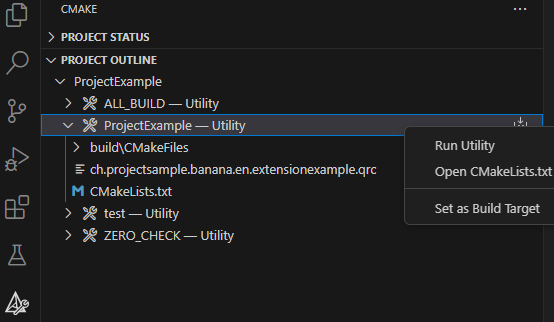 CMAKE
PROJECT STATUS
PROJECT OUTLINE
ProjectExample
ALL_BUILD — Utility
ProjectExample — Utility
build\CMakeFiles
ch.projectsample.banana.en.extensionexample.qrc
CMakeLists.txt
test — Utility
ZERO_CHECK — Utility
Run Utility
Open CMakeLists.txt
Set as Build Target